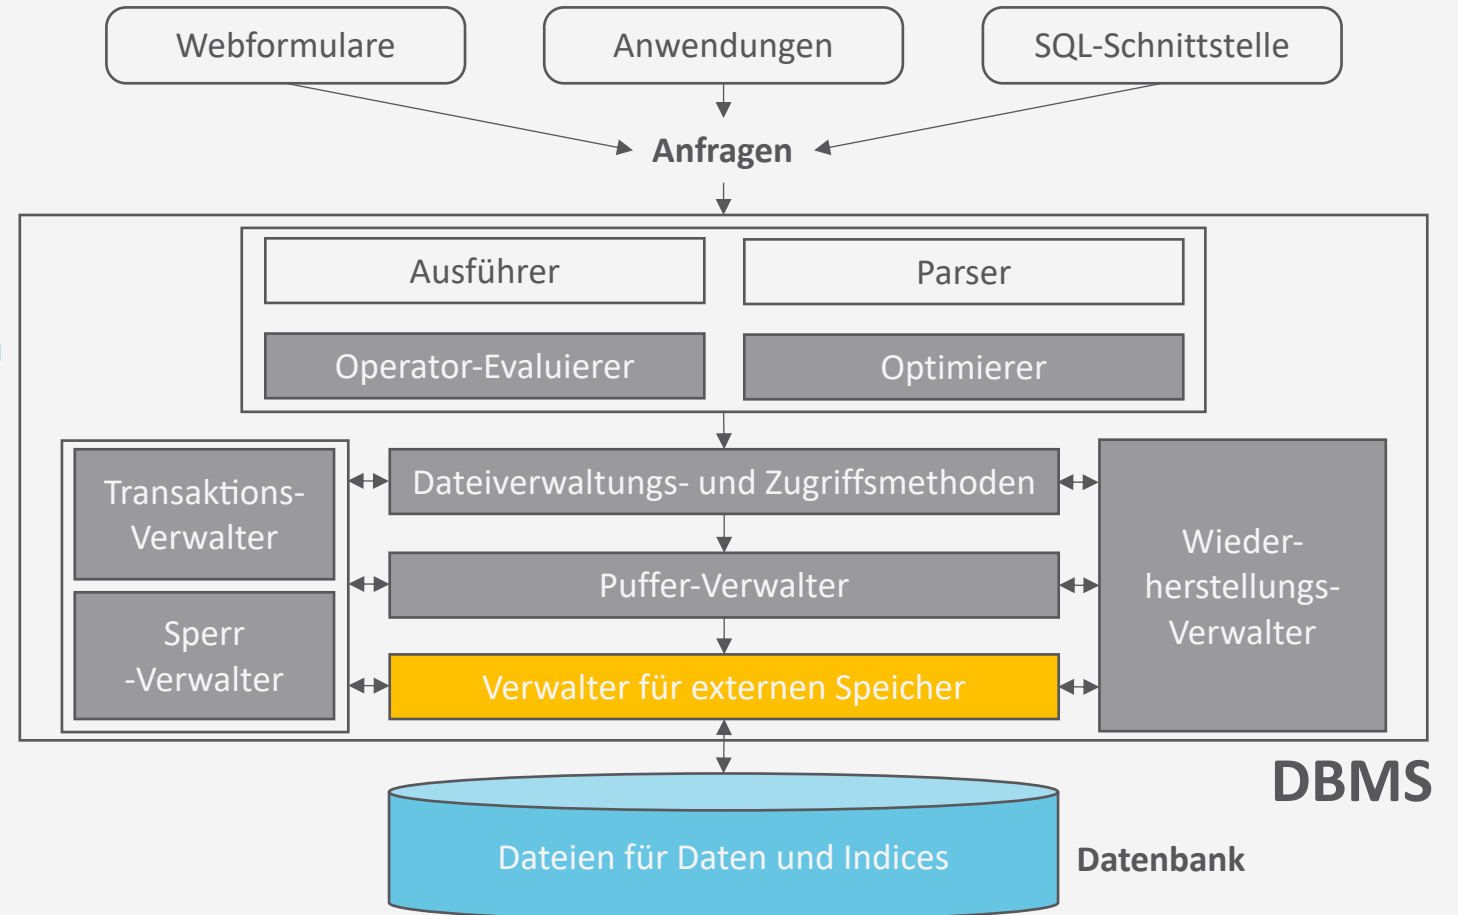 Webformulare
Anwendungen
SQL-Schnittstelle
Anfragen
Ausführer
Parser
Operator-Evaluierer
Optimierer
Transaktions-
Verwalter
Dateiverwaltungs- und Zugriffsmethoden
Puffer-Verwalter
Wieder-
herstellungs-
Verwalter
Sperr
-Verwalter
Verwalter für externen Speicher
DBMS
Dateien für Daten und Indices
Datenbank